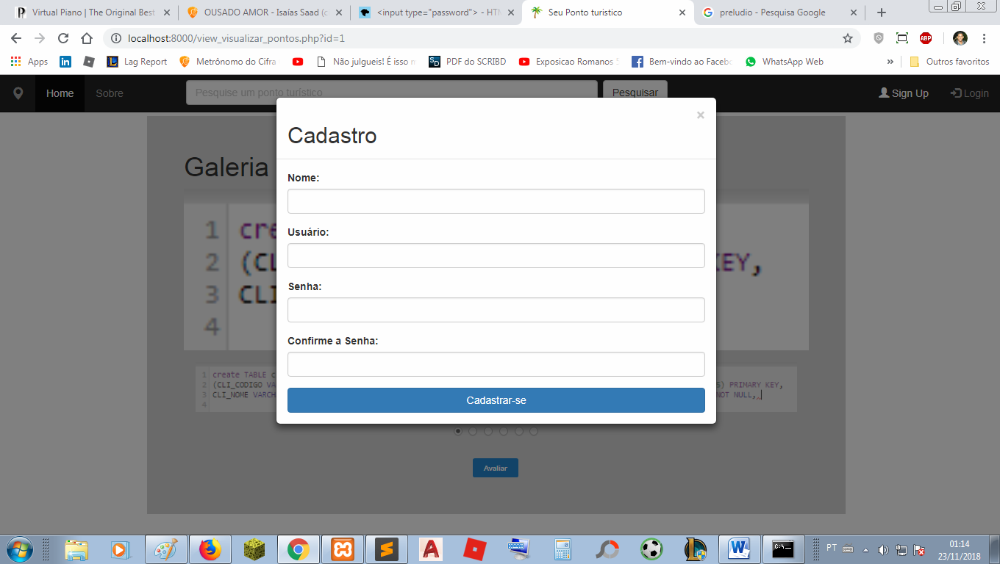 Virtual Piano | The Original Best
OUSADO AMOR - Isaías Saad (c
<input type="password"> - HTM
Seu Ponto turistico
preludio - Pesquisa Google
localhost:8000/view_visualizar_pontos.php?id=1
ABP
Apps
Lag Report
Metrônomo do Cifra
Não julgueis! É isso m
PDF do SCRIBD
Exposicao Romanos 
Bem-vindo ao Facebo
WhatsApp Web
»
Outros favoritos
Home
Sobre
Pesquise um ponto turístico
Pesquisar
Sign Up
Login
×
Cadastro
Galeria
Nome:
Usuário:
Senha:
Confirme a Senha:
Cadastrar-se
1 cre
2 (CL KEY,
3 CLI
4
1 create TABLE c
2 (CLI_CODIGO VA S) PRIMARY KEY,
3 CLI_NOME VARCH NOT NULL,
4
Avaliar
PT
01:14
23/11/2018